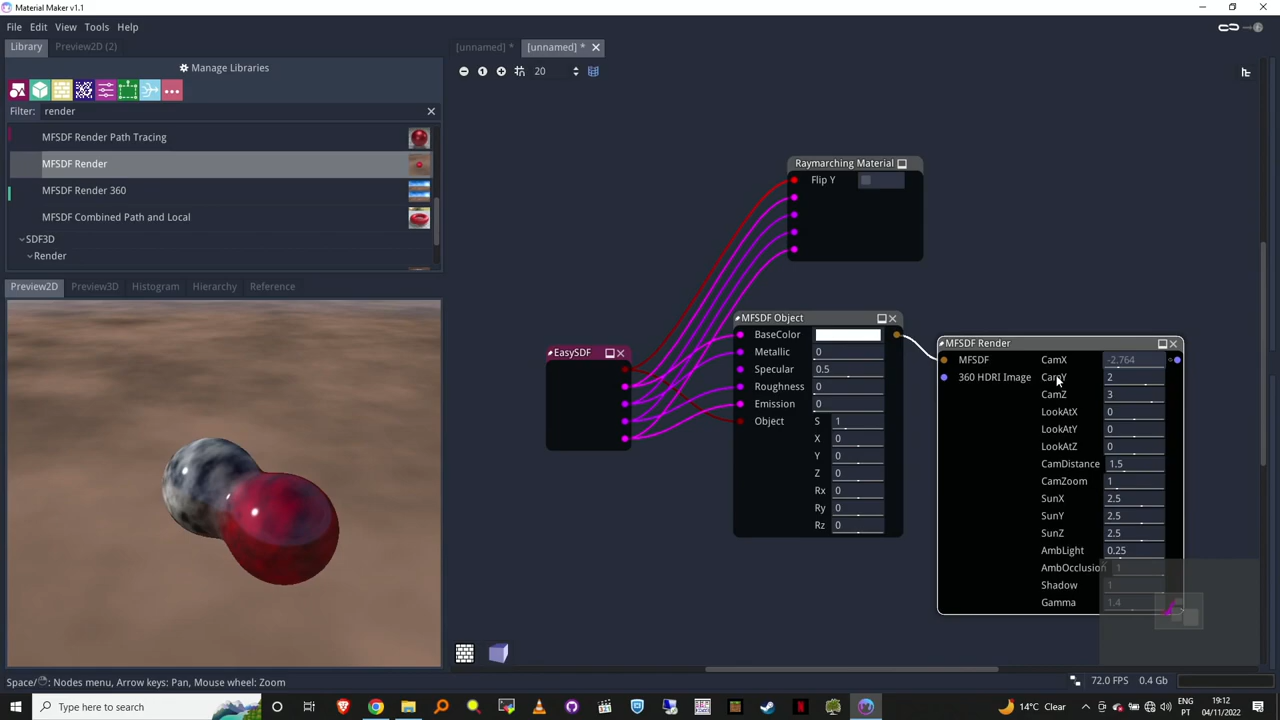 Material Maker v1.1
File Edit View Tools Help
Library Preview2D (2)
[unnamed] * [unnamed] *
Manage Libraries
20
Filter: render
MFSDF Render Path Tracing
MFSDF Render
MFSDF Render 360
MFSDF Combined Path and Local
SDF3D
Render
Preview2D Preview3D Histogram Hierarchy Reference
Raymarching Material
Flip Y
EasySDF
MFSDF Object
BaseColor
Metallic 0
Specular 0.5
Roughness 0
Emission 0
Object S 1
X 0
Y 0
Z 0
Rx 0
Ry 0
Rz 0
MFSDF Render
MFSDF CamX -2.764
360 HDRI Image CamY 2
CamZ 3
LookAtX 0
LookAtY 0
LookAtZ 0
CamDistance 1.5
CamZoom 1
SunX 2.5
SunY 2.5
SunZ 2.5
AmbLight 0.25
AmbOcclusion 1
Shadow 1
Gamma 1.4
Space/ : Nodes menu, Arrow keys: Pan, Mouse wheel: Zoom
72.0 FPS 0.4 Gb
Type here to search
14°C Clear
ENG
PT
19:12
04/11/2022